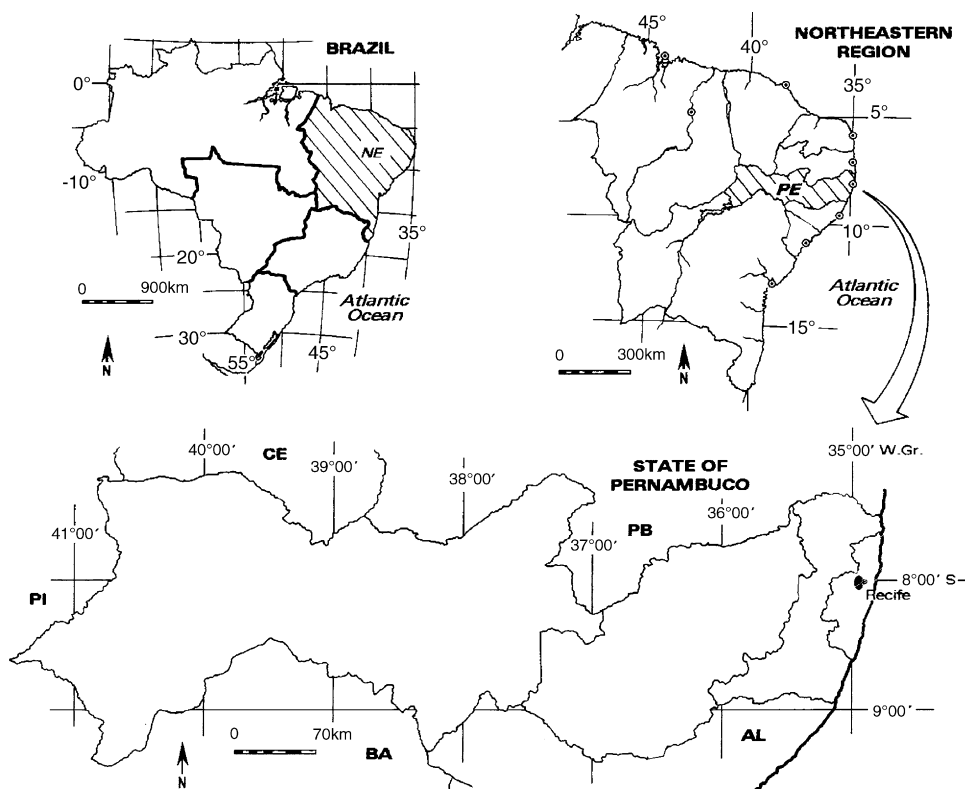 BRAZIL
0°
NE
-10°
35°
20°
0 900km
Atlantic
Ocean
30°
55°
45°
N
NORTHEASTERN
REGION
45°
40°
35°
5°
PE
10°
Atlantic
Ocean
15°
0 300km
N
STATE OF
PERNAMBUCO
40°00'
CE
39°00'
38°00'
35°00' W.Gr.
41°00'
PB
36°00'
37°00'
PI
8°00' S
Recife
9°00'
0 70km
BA
AL
N